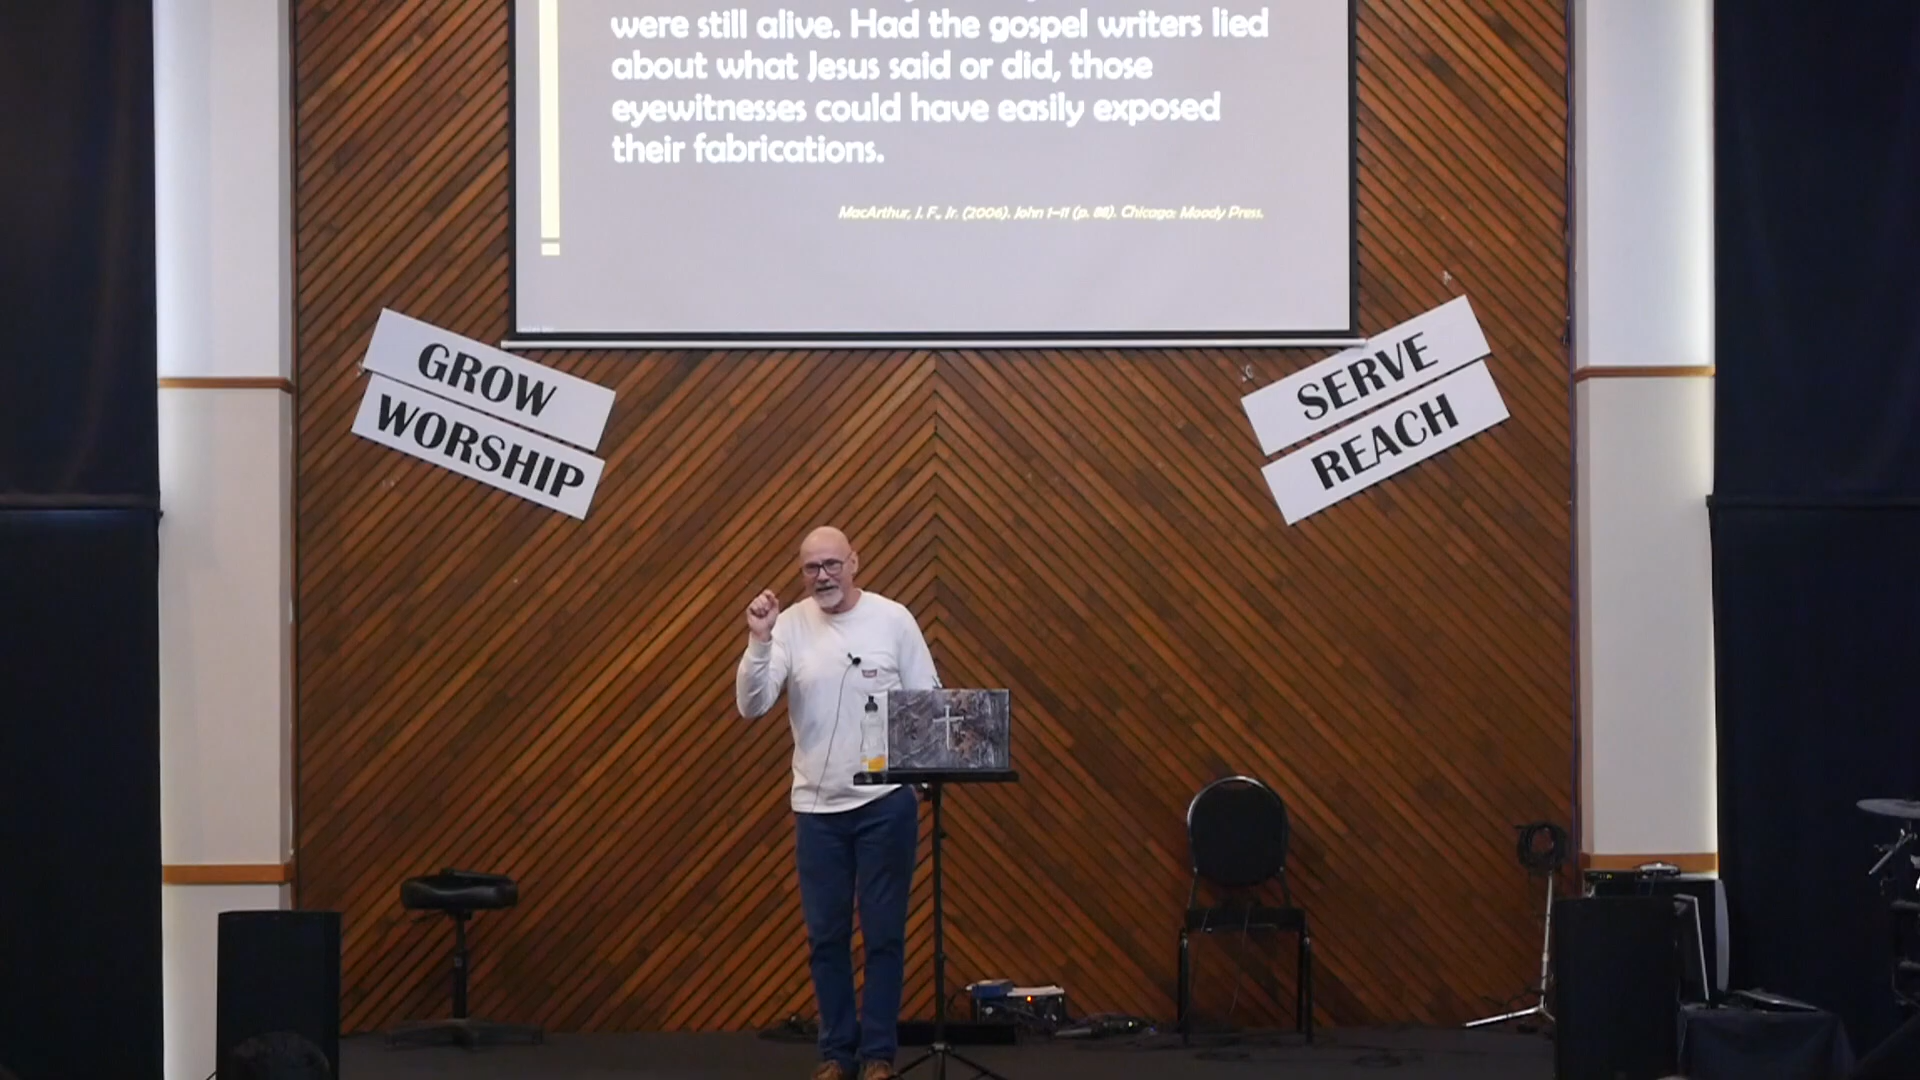 were still alive. Had the gospel writers lied
about what Jesus said or did, those
eyewitnesses could have easily exposed
their fabrications.
MacArthur, J. F., Jr. (2006). John 1–11 (p. 88). Chicago: Moody Press.
GROW
WORSHIP
SERVE
REACH